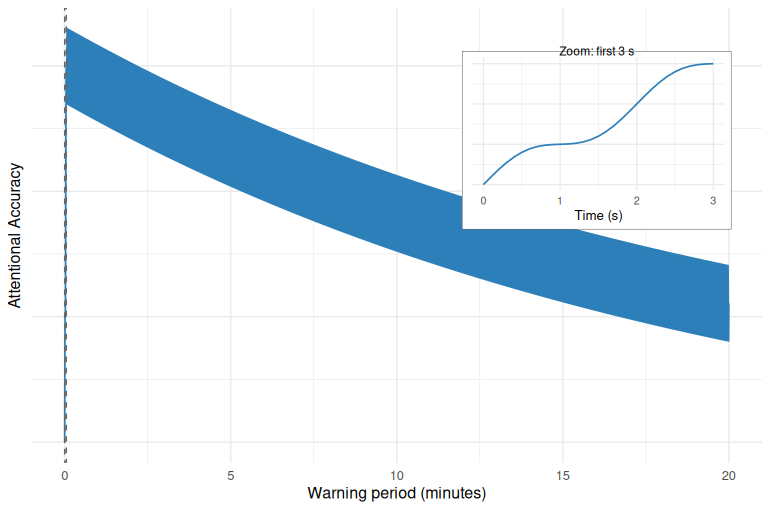 Attentional Accuracy
Zoom: first 3 s
0 1 2 3
Time (s)
0 5 10 15 20
Warning period (minutes)